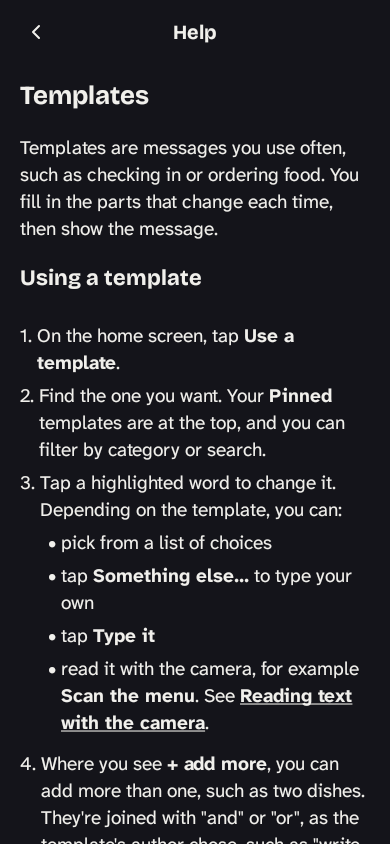 Help
Templates
Templates are messages you use often,
such as checking in or ordering food. You
fill in the parts that change each time,
then show the message.
Using a template
1. On the home screen, tap Use a
template.
2. Find the one you want. Your Pinned
templates are at the top, and you can
filter by category or search.
3. Tap a highlighted word to change it.
Depending on the template, you can:
• pick from a list of choices
• tap Something else... to type your
own
• tap Type it
• read it with the camera, for example
Scan the menu. See Reading text
with the camera.
4. Where you see + add more, you can
add more than one, such as two dishes.
They're joined with "and" or "or", as the
template's author chose, such as "write